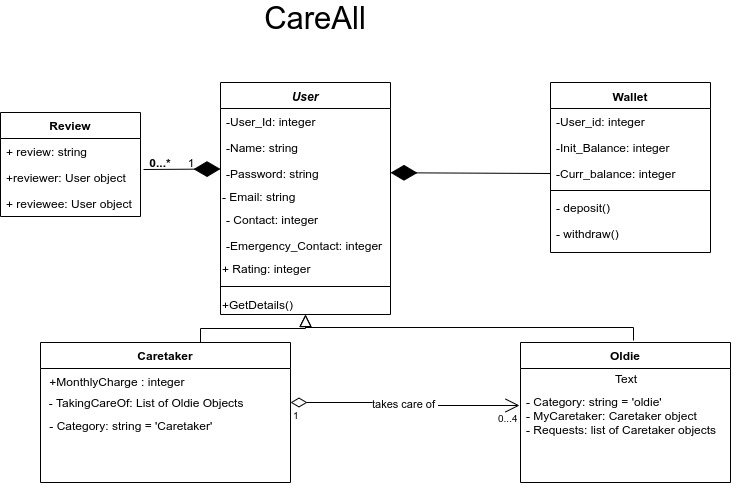 CareAll
User
-User_Id: integer
-Name: string
-Password: string
- Email: string
- Contact: integer
-Emergency_Contact: integer
+ Rating: integer
+GetDetails()
Wallet
-User_id: integer
-Init_Balance: integer
-Curr_balance: integer
- deposit()
- withdraw()
Review
+ review: string
+reviewer: User object
+ reviewee: User object
0...*
1
Caretaker
+MonthlyCharge : integer
- TakingCareOf: List of Oldie Objects
- Category: string = 'Caretaker'
1
takes care of
0...4
Oldie
Text
- Category: string = 'oldie'
- MyCaretaker: Caretaker object
- Requests: list of Caretaker objects